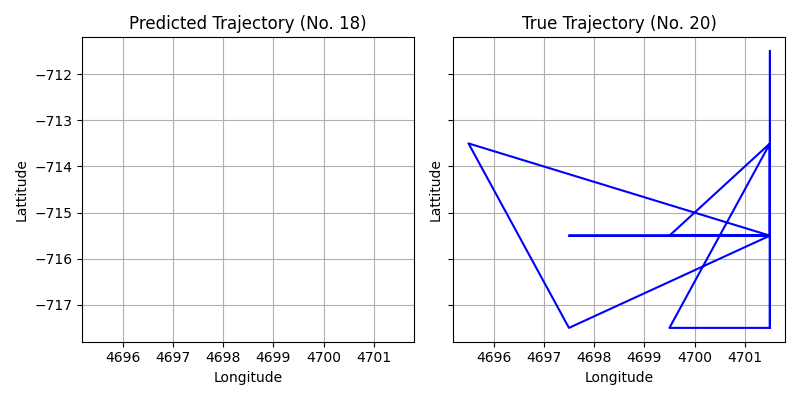 Predicted Trajectory (No. 18)
Lattitude
−712
−713
−714
−715
−716
−717
4696 4697 4698 4699 4700 4701
Longitude
True Trajectory (No. 20)
Lattitude
4696 4697 4698 4699 4700 4701
Longitude